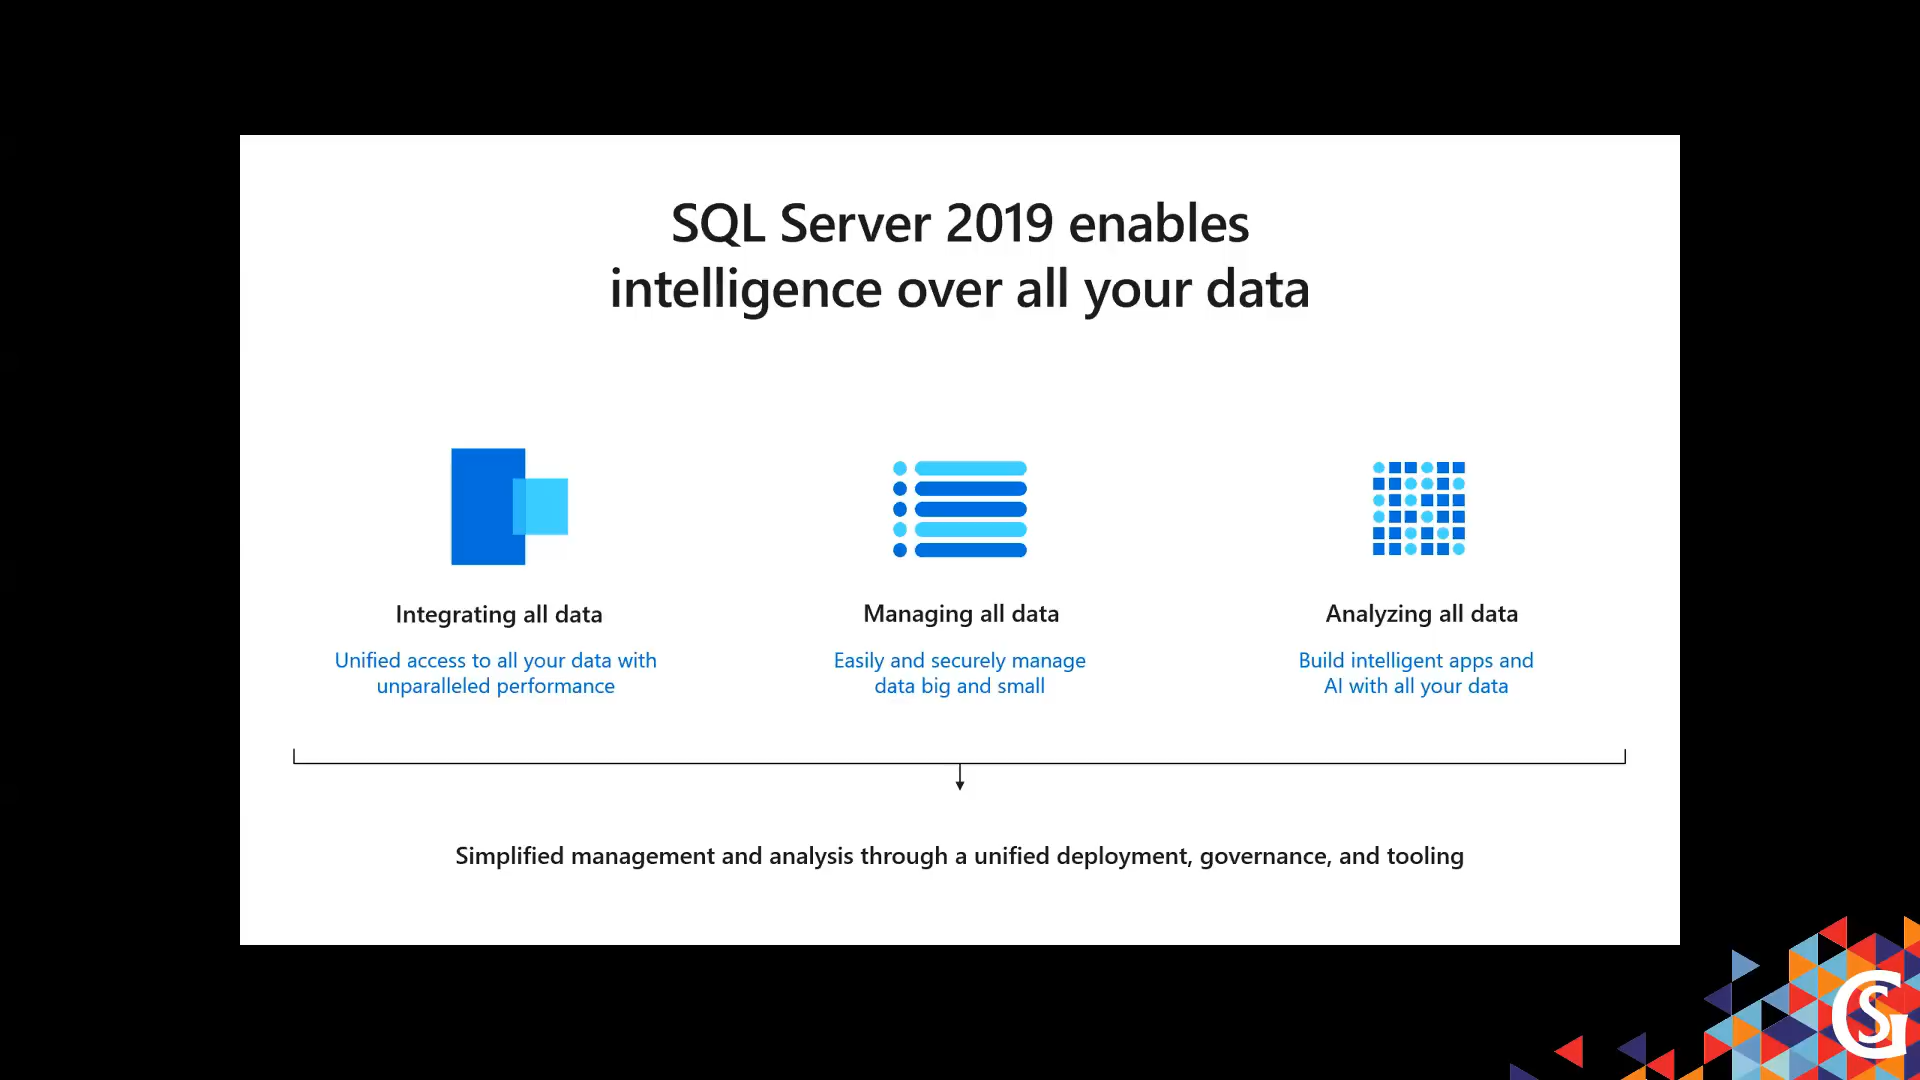 SQL Server 2019 enables
intelligence over all your data
Integrating all data
Unified access to all your data with
unparalleled performance
Managing all data
Easily and securely manage
data big and small
Analyzing all data
Build intelligent apps and
AI with all your data
Simplified management and analysis through a unified deployment, governance, and tooling
GS